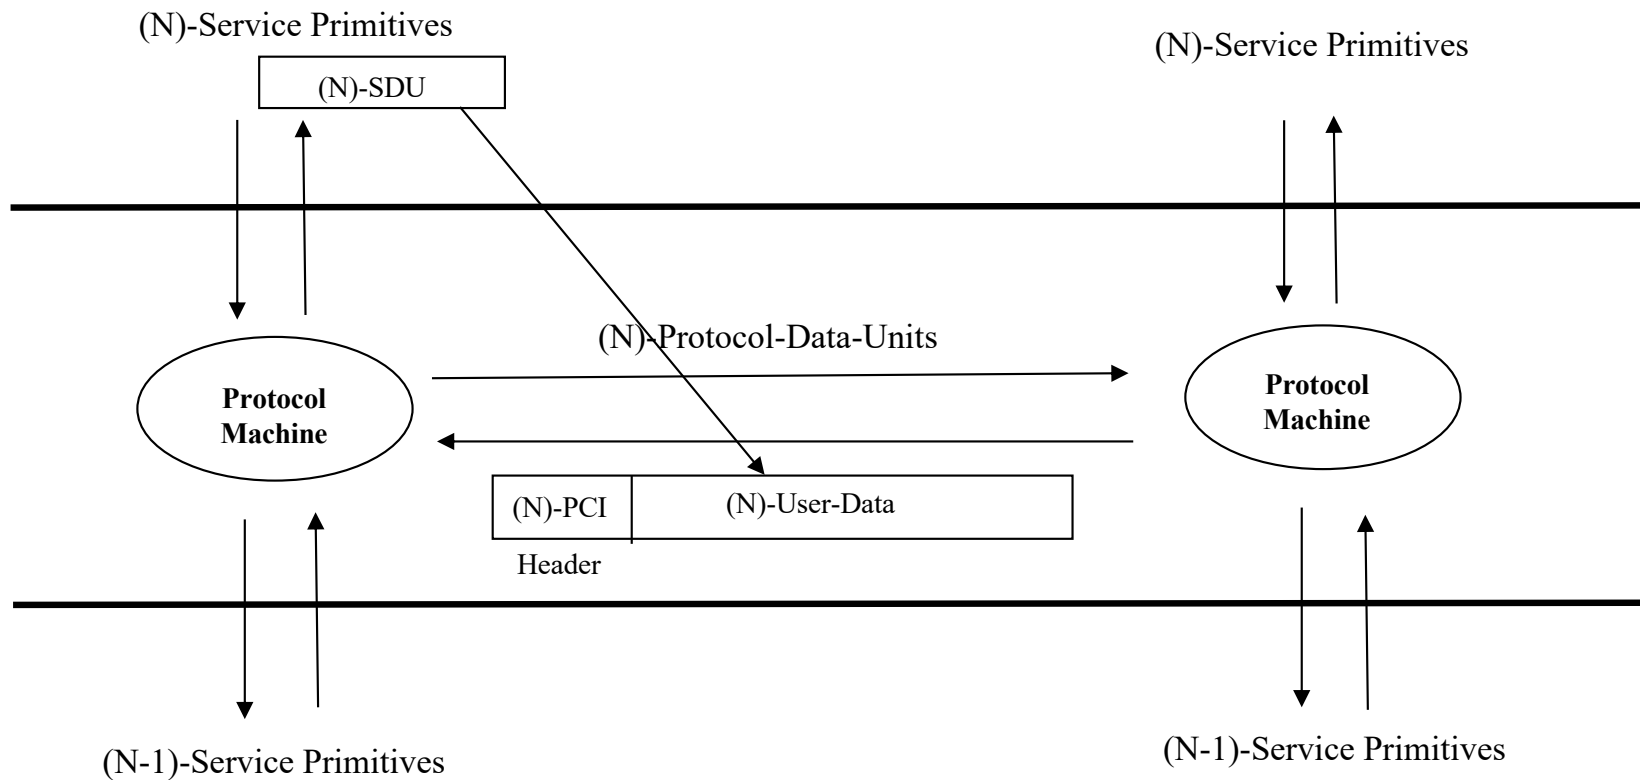 (N)-Service Primitives
(N)-Service Primitives
(N)-SDU
(N)-Protocol-Data-Units
Protocol
Machine
Protocol
Machine
(N)-PCI
(N)-User-Data
Header
(N-1)-Service Primitives
(N-1)-Service Primitives